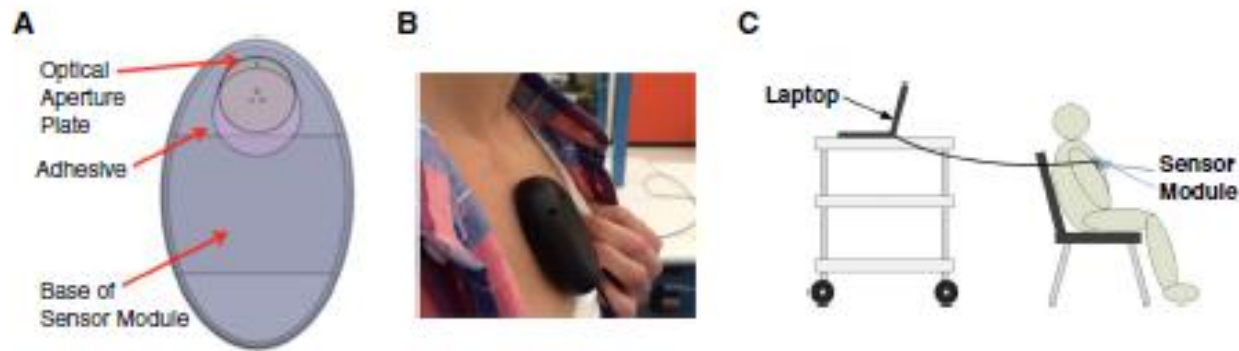 A
B
C
Optical
Aperture
Plate
Adhesive
Base of
Sensor Module
Laptop
Sensor
Module